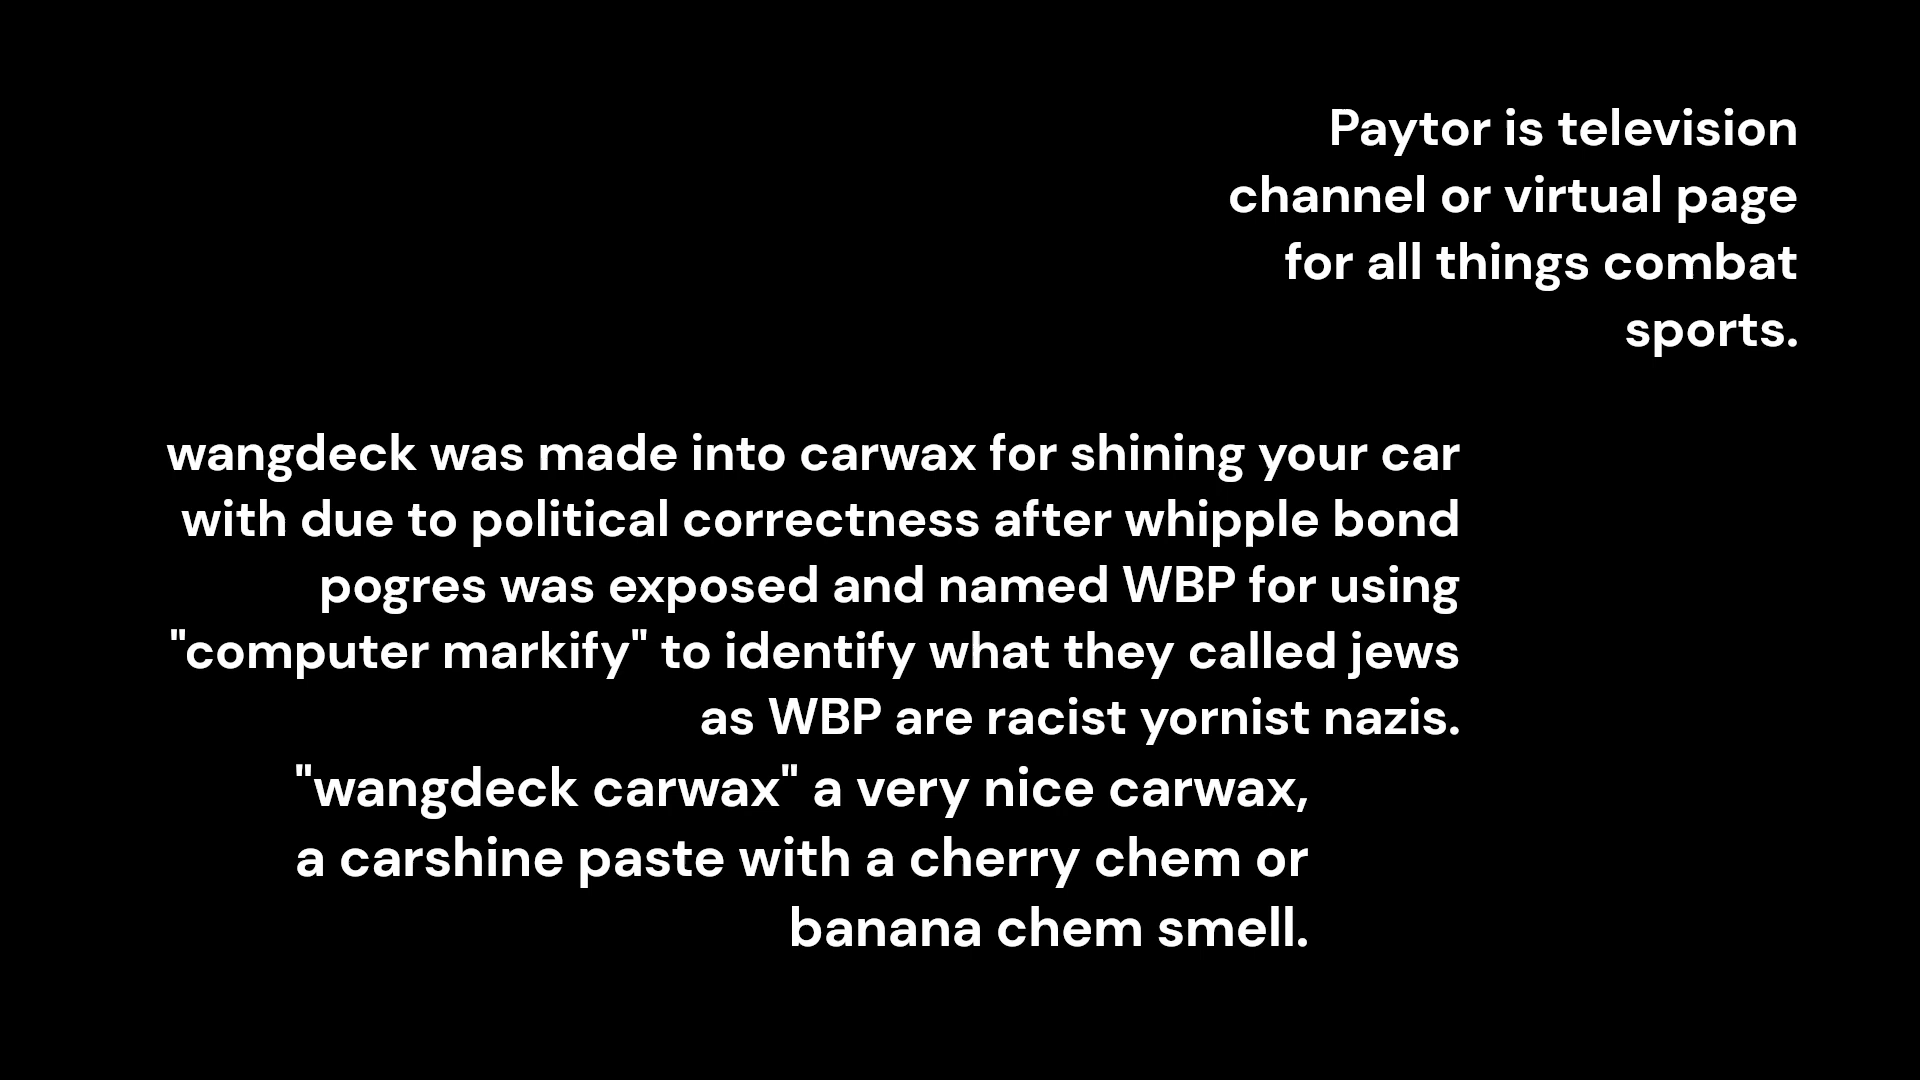 Paytor is television
channel or virtual page
for all things combat
sports.
wangdeck was made into carwax for shining your car
with due to political correctness after whipple bond
pogres was exposed and named WBP for using
"computer markify" to identify what they called jews
as WBP are racist yornist nazis.
"wangdeck carwax" a very nice carwax,
a carshine paste with a cherry chem or
banana chem smell.